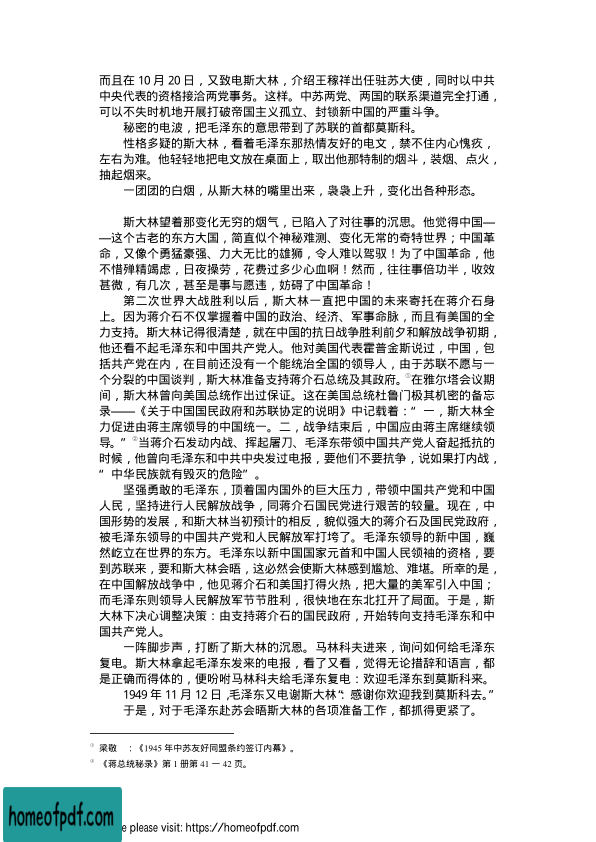 而且在 10 月 20 日，又致电斯大林，介绍王稼祥出任驻苏大使，同时以中共
中央代表的资格接洽两党事务。这样。中苏两党、两国的联系渠道完全打通，
可以不失时机地开展打破帝国主义孤立、封锁新中国的严重斗争。
秘密的电波，把毛泽东的意思带到了苏联的首都莫斯科。
性格多疑的斯大林，看着毛泽东那热情友好的电文，禁不住内心愧疚，
左右为难。他轻轻地把电文放在桌面上，取出他那特制的烟斗，装烟、点火，
抽起烟来。
一团团的白烟，从斯大林的嘴里出来，袅袅上升，变化出各种形态。
斯大林望着那变化无穷的烟气，已陷入了对往事的沉思。他觉得中国—
—这个古老的东方大国，简直似个神秘难测、变化无常的奇特世界；中国革
命，又像个勇猛豪强、力大无比的雄狮，令人难以驾驭！为了中国革命，他
不惜殚精竭虑，日夜操劳，花费过多少心血啊！然而，往往事倍功半，收效
甚微，有几次，甚至是事与愿违，妨碍了中国革命！
第二次世界大战胜利以后，斯大林一直把中国的未来寄托在蒋介石身
上。因为蒋介石不仅掌握着中国的政治、经济、军事命脉，而且有美国的全
力支持。斯大林记得很清楚，就在中国的抗日战争胜利前夕和解放战争初期，
他还看不起毛泽东和中国共产党人。他对美国代表霍普金斯说过，中国，包
括共产党在内，在目前还没有一个能统治全国的领导人，由于苏联不愿与一
个分裂的中国谈判，斯大林准备支持蒋介石总统及其政府。①在雅尔塔会议期
间，斯大林曾向美国总统作出过保证。这在美国总统杜鲁门极其机密的备忘
录——《关于中国国民政府和苏联协定的说明》中记载着：“一，斯大林全
力促进由蒋主席领导的中国统一。二，战争结束后，中国应由蒋主席继续领
导。”②当蒋介石发动内战、挥起屠刀、毛泽东带领中国共产党人奋起抵抗的
时候，他曾向毛泽东和中共中央发过电报，要他们不要抗争，说如果打内战，
“中华民族就有毁灭的危险”。
坚强勇敢的毛泽东，顶着国内国外的巨大压力，带领中国共产党和中国
人民，坚持进行人民解放战争，同蒋介石国民党进行艰苦的较量。现在，中
国形势的发展，和斯大林当初预计的相反，貌似强大的蒋介石及国民党政府，
被毛泽东领导的中国共产党和人民解放军打垮了。毛泽东领导的新中国，巍
然屹立在世界的东方。毛泽东以新中国国家元首和中国人民领袖的资格，要
到苏联来，要和斯大林会晤，这必然会使斯大林感到尴尬、难堪。所幸的是，
在中国解放战争中，他见蒋介石和美国打得火热，把大量的美军引入中国；
而毛泽东则领导人民解放军节节胜利，很快地在东北扛开了局面。于是，斯
大林下决心调整决策：由支持蒋介石的国民政府，开始转向支持毛泽东和中
国共产党人。
一阵脚步声，打断了斯大林的沉恩。马林科夫进来，询问如何给毛泽东
复电。斯大林拿起毛泽东发来的电报，看了又看，觉得无论措辞和语言，都
是正确而得体的，便吩咐马林科夫给毛泽东复电：欢迎毛泽东到莫斯科来。
1949 年 11 月 12 日，毛泽东又电谢斯大林“：感谢你欢迎我到莫斯科去。”
于是，对于毛泽东赴苏会晤斯大林的各项准备工作，都抓得更紧了。
① 梁敬　：《1945 年中苏友好同盟条约签订内幕》。
② 《蒋总统秘录》第 1 册第 41 一 42 页。
homeofpdf.com
e please visit: https://homeofpdf.com